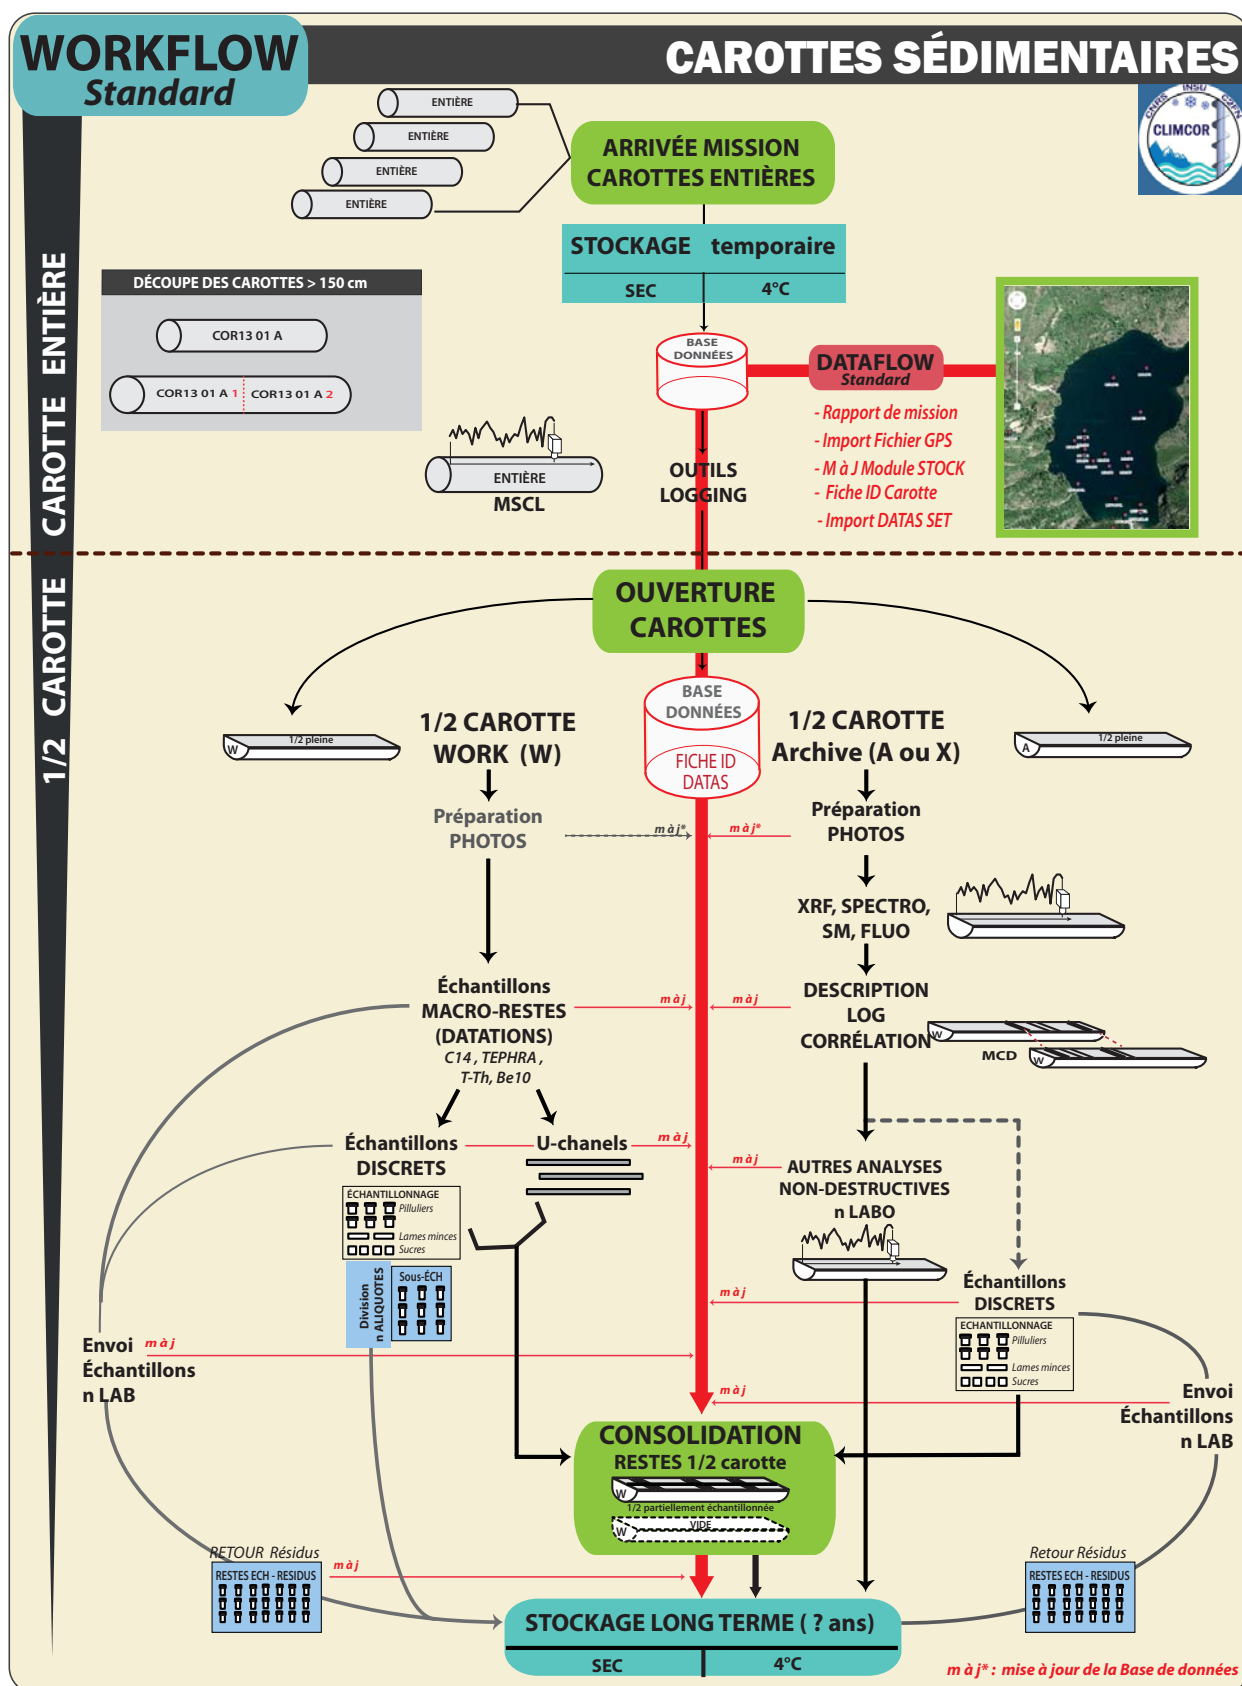 WORKFLOW
Standard
CAROTTES SÉDIMENTAIRES
CNRS INSU C2FN
CLIMCOR
ENTIÈRE
ENTIÈRE
ENTIÈRE
ENTIÈRE
ARRIVÉE MISSION
CAROTTES ENTIÈRES
STOCKAGE temporaire
SEC 4°C
DÉCOUPE DES CAROTTES > 150 cm
COR13 01 A
COR13 01 A 1 COR13 01 A 2
BASE
DONNÉES
DATAFLOW
Standard
- Rapport de mission
- Import Fichier GPS
- M à J Module STOCK
- Fiche ID Carotte
- Import DATAS SET
ENTIÈRE
MSCL
OUTILS
LOGGING
CAROTTE ENTIÈRE
1/2 CAROTTE
OUVERTURE
CAROTTES
W 1/2 pleine
1/2 CAROTTE
WORK (W)
BASE
DONNÉES
FICHE ID
DATAS
1/2 CAROTTE
Archive (A ou X)
A 1/2 pleine
Préparation
PHOTOS
m à j*
m à j*
Préparation
PHOTOS
XRF, SPECTRO,
SM, FLUO
Échantillons
MACRO-RESTES
(DATATIONS)
C14 , TEPHRA ,
T-Th, Be10
m à j
m à j
DESCRIPTION
LOG
CORRÉLATION
W
MCD
W
Échantillons
DISCRETS
U-chanels
m à j
m à j
AUTRES ANALYSES
NON-DESTRUCTIVES
n LABO
ÉCHANTILLONNAGE
Pilluliers
Lames minces
Sucres
Division
n ALIQUOTES
Sous-ÉCH
m à j
Échantillons
DISCRETS
ECHANTILLONNAGE
Pilluliers
Lames minces
Sucres
Envoi
Échantillons
n LAB
m à j
m à j
Envoi
Échantillons
n LAB
CONSOLIDATION
RESTES 1/2 carotte
W
1/2 partiellement échantillonnée
VIDE
W
RETOUR Résidus
RESTES ECH - RESIDUS
m à j
Retour Résidus
RESTES ECH - RESIDUS
STOCKAGE LONG TERME ( ? ans)
SEC 4°C
m à j* : mise à jour de la Base de données